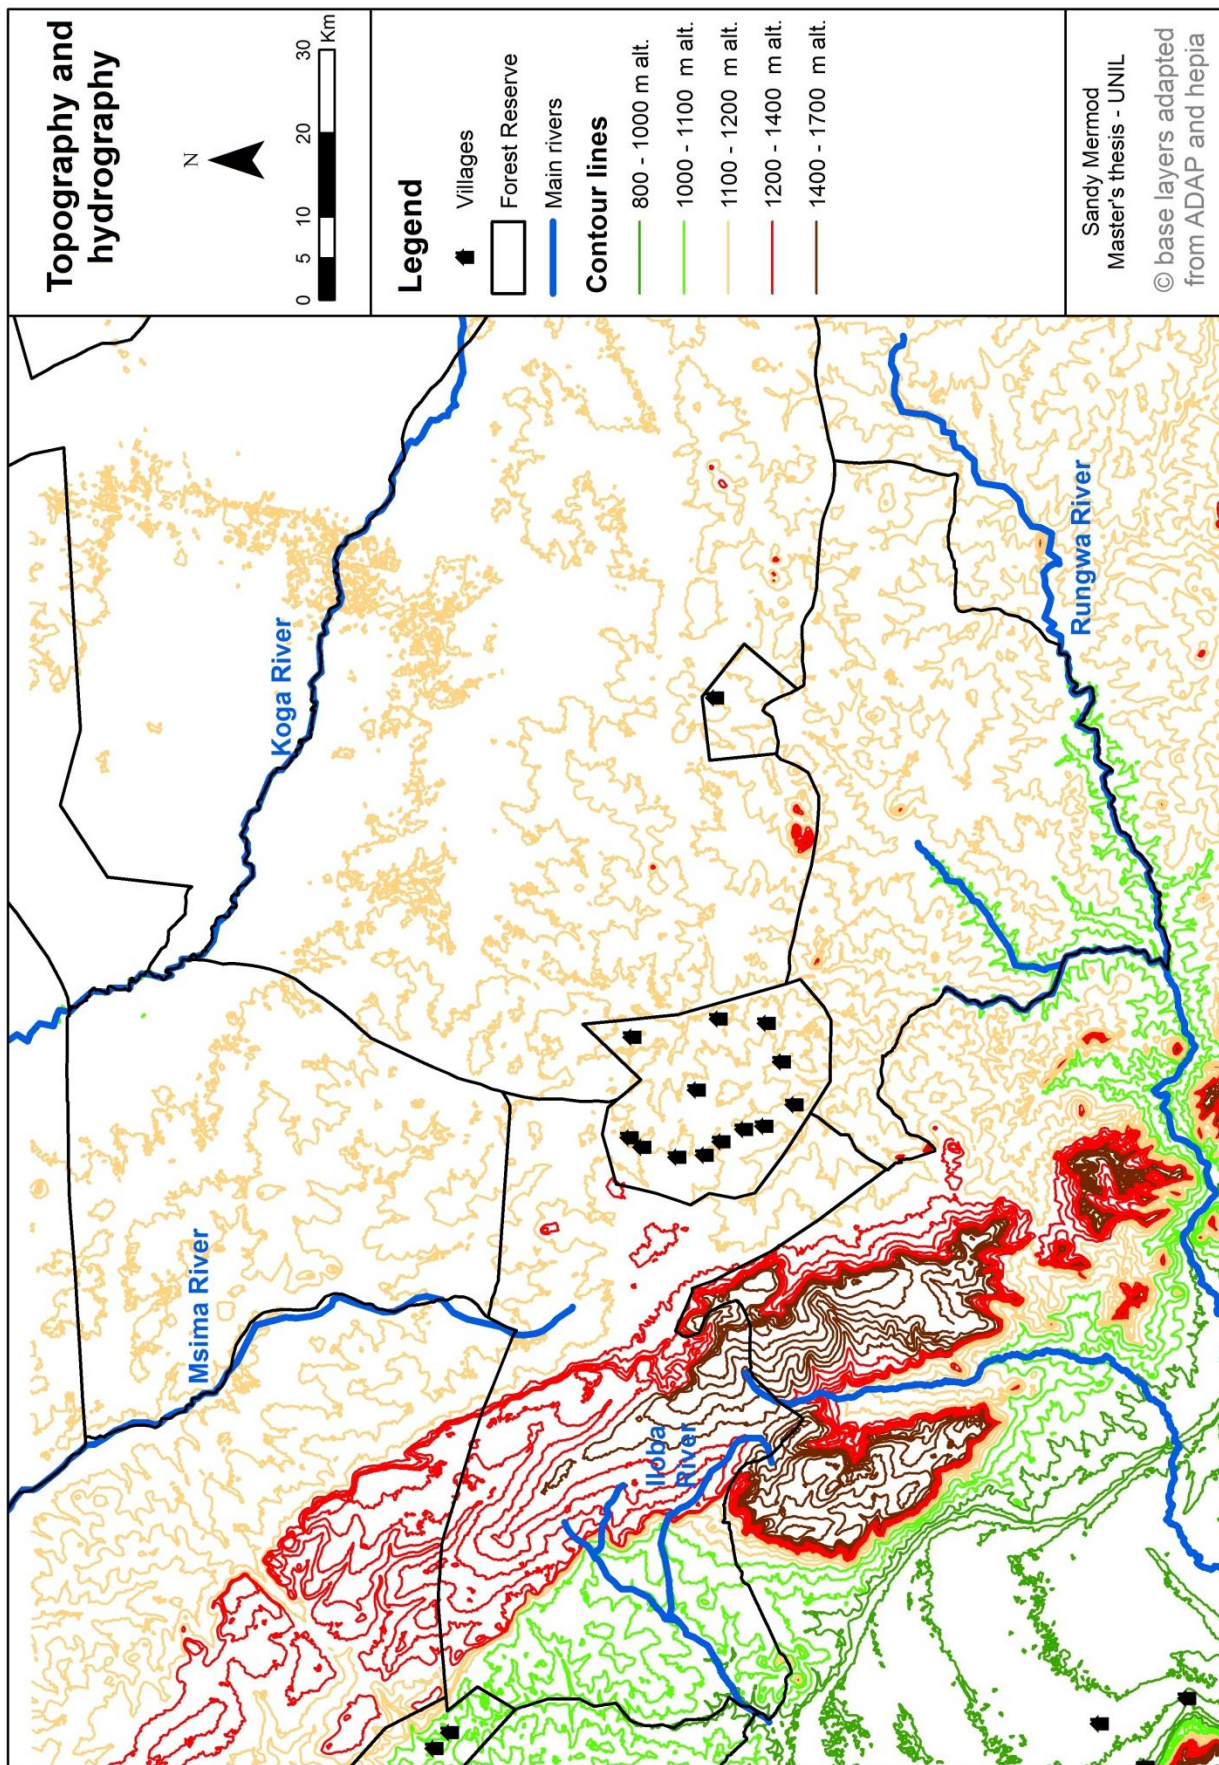 Topography and
hydrography
N
0 5 10 20 30
Km
Legend
Villages
Forest Reserve
Main rivers
Contour lines
800 - 1000 m alt.
1000 - 1100 m alt.
1100 - 1200 m alt.
1200 - 1400 m alt.
1400 - 1700 m alt.
Sandy Mermod
Master's thesis - UNIL
© base layers adapted
from ADAP and hepia
Msima River
Koga River
Iloba
River
Rungwa River